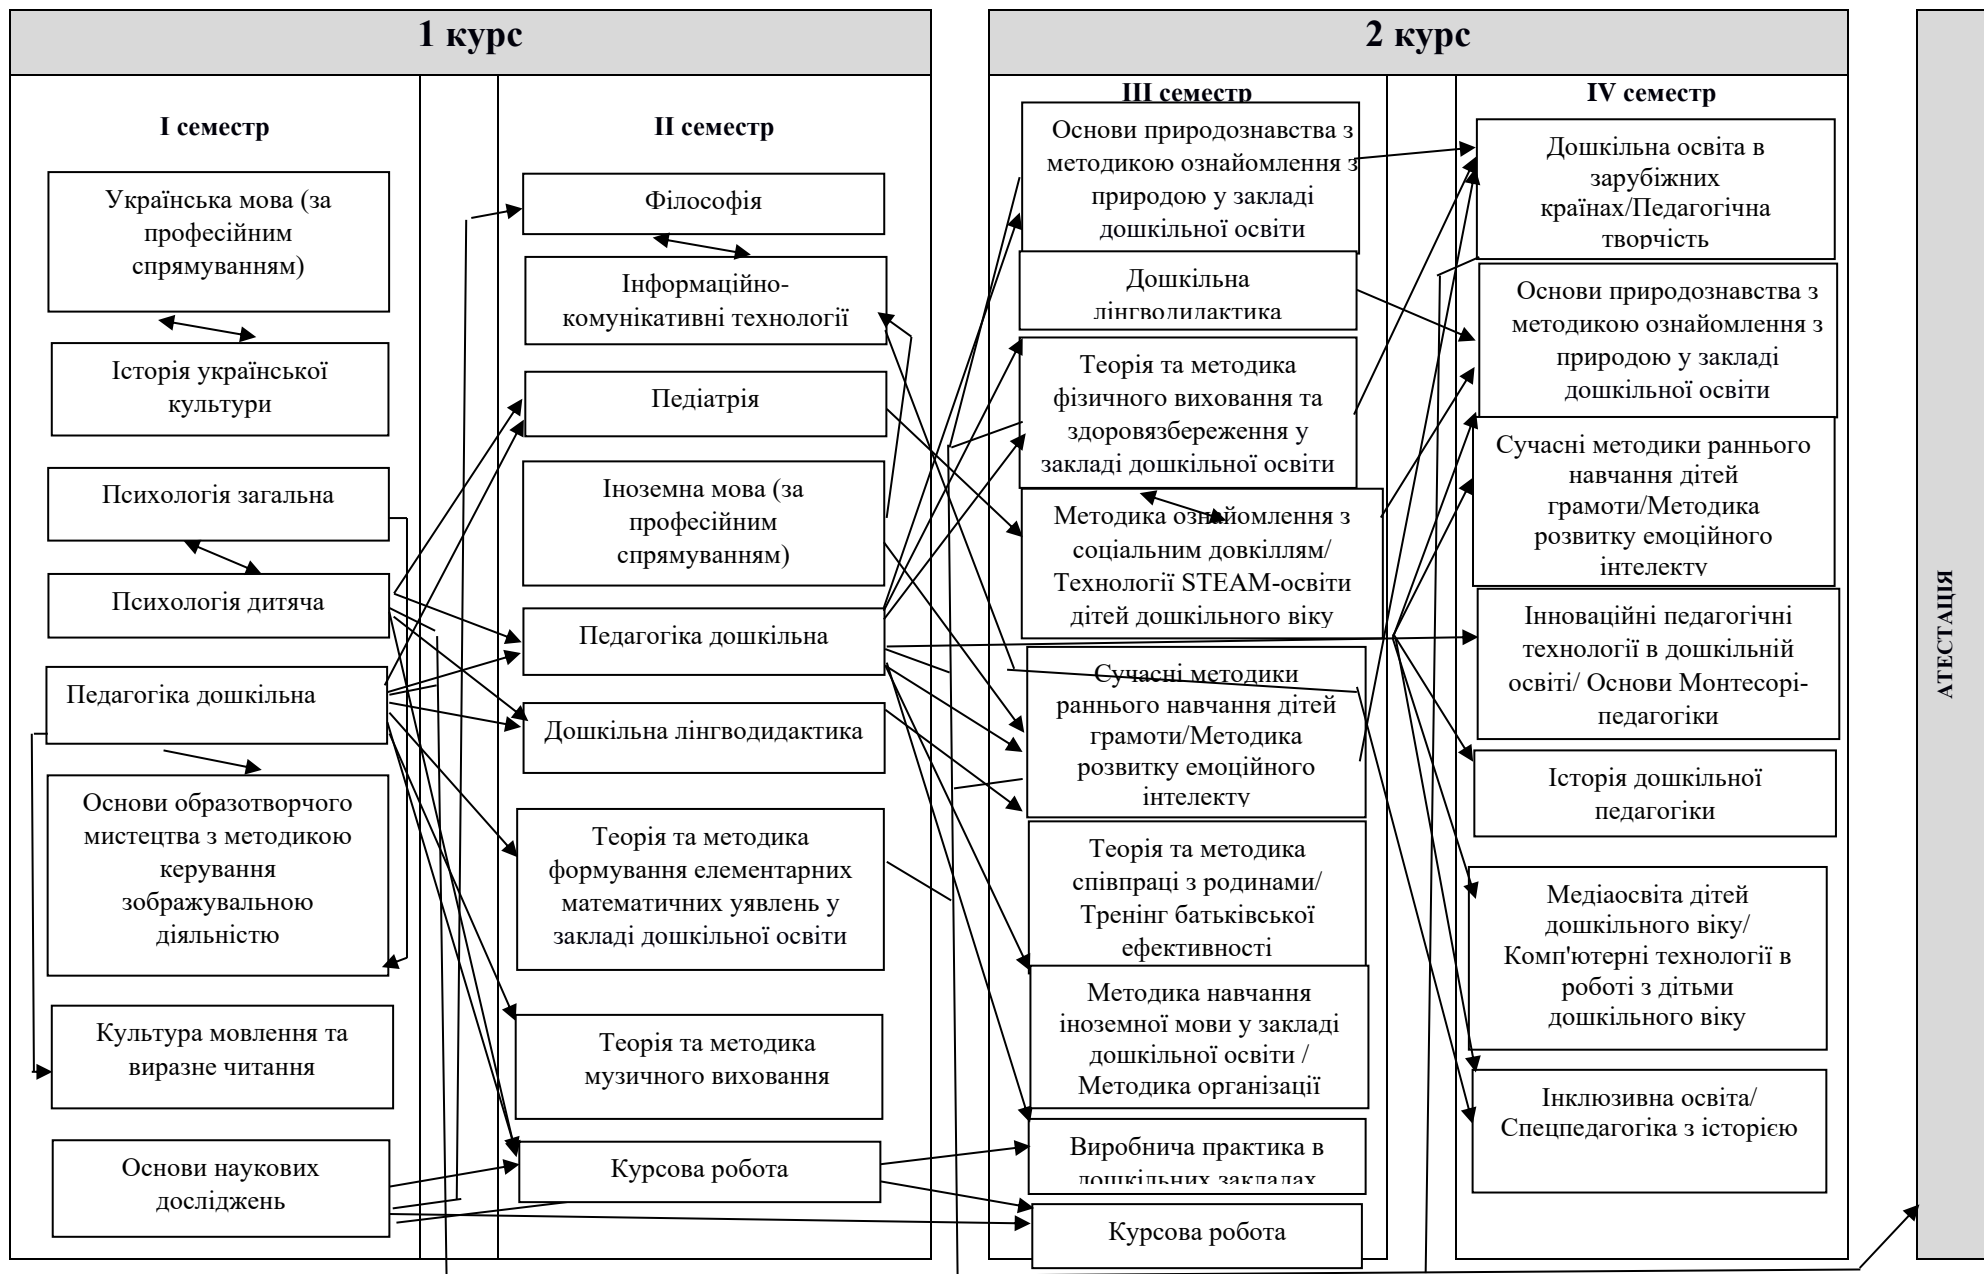 1 курс
I семестр
Українська мова (за
професійним
спрямуванням)
Історія української
культури
Психологія загальна
Психологія дитяча
Педагогіка дошкільна
Основи образотворчого
мистецтва з методикою
керування
зображувальною
діяльністю
Культура мовлення та
виразне читання
Основи наукових
досліджень
II семестр
Філософія
Інформаційно-
комунікативні технології
Педіатрія
Іноземна мова (за
професійним
спрямуванням)
Педагогіка дошкільна
Дошкільна лінгводидактика
Теорія та методика
формування елементарних
математичних уявлень у
закладі дошкільної освіти
Теорія та методика
музичного виховання
Курсова робота
2 курс
III семестр
Основи природознавства з
методикою ознайомлення з
природою у закладі
дошкільної освіти
Дошкільна
лінгводидактика
Теорія та методика
фізичного виховання та
здоровязбереження у
закладі дошкільної освіти
Методика ознайомлення з
соціальним довкіллям/
Технології STEAM-освіти
дітей дошкільного віку
Сучасні методики
раннього навчання дітей
грамоти/Методика
розвитку емоційного
інтелекту
Теорія та методика
співпраці з родинами/
Тренінг батьківської
ефективності
Методика навчання
іноземної мови у закладі
дошкільної освіти /
Методика організації
Виробнича практика в
дошкільних закладах
Курсова робота
IV семестр
Дошкільна освіта в
зарубіжних
країнах/Педагогічна
творчість
Основи природознавства з
методикою ознайомлення з
природою у закладі
дошкільної освіти
Сучасні методики раннього
навчання дітей
грамоти/Методика
розвитку емоційного
інтелекту
Інноваційні педагогічні
технології в дошкільній
освіті/ Основи Монтесорі-
педагогіки
Історія дошкільної
педагогіки
Медіаосвіта дітей
дошкільного віку/
Комп'ютерні технології в
роботі з дітьми
дошкільного віку
Інклюзивна освіта/
Спецпедагогіка з історією
АТЕСТАЦІЯ